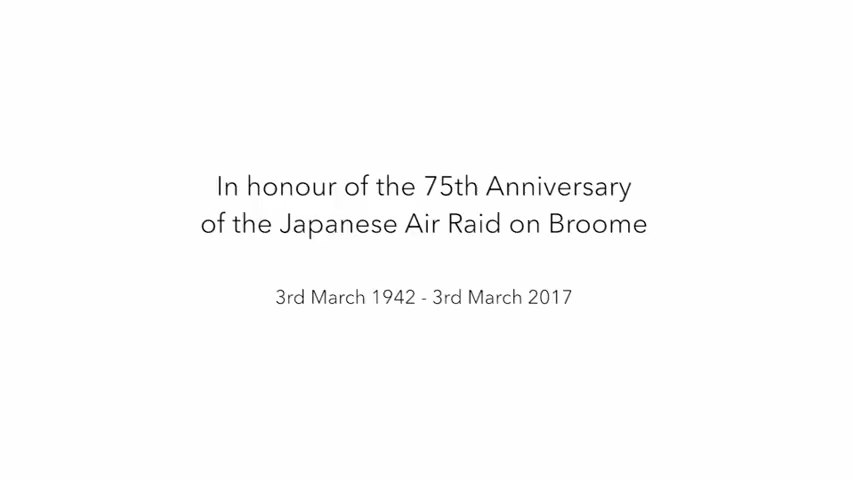 In honour of the 75th Anniversary
of the Japanese Air Raid on Broome
3rd March 1942 - 3rd March 2017